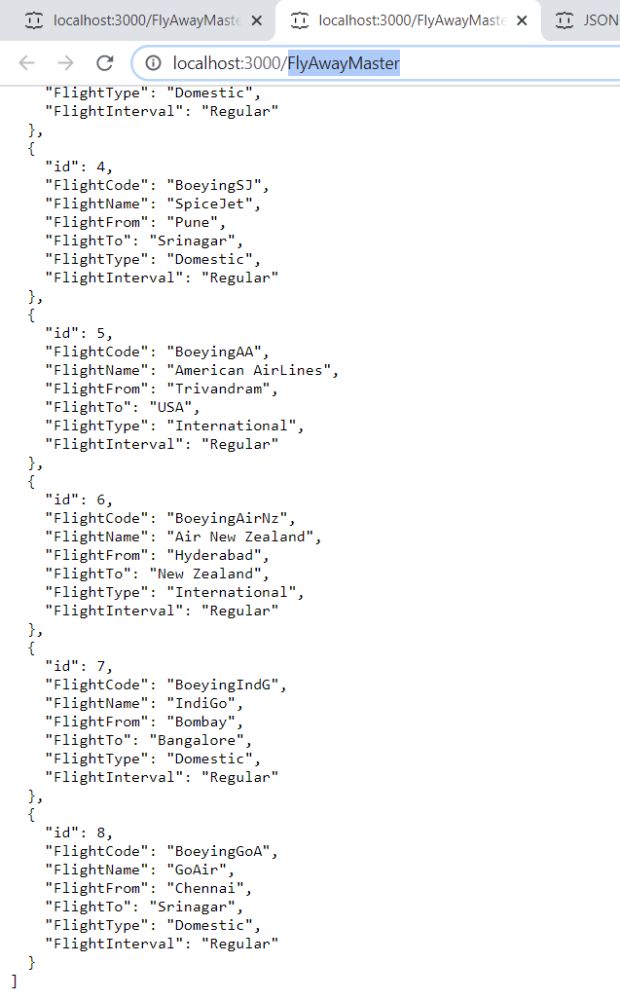 localhost:3000/FlyAwayMaste
localhost:3000/FlyAwayMaste
JSON
localhost:3000/FlyAwayMaster
"FlightType": "Domestic",
"FlightInterval": "Regular"
},
{
"id": 4,
"FlightCode": "BoeyingSJ",
"FlightName": "SpiceJet",
"FlightFrom": "Pune",
"FlightTo": "Srinagar",
"FlightType": "Domestic",
"FlightInterval": "Regular"
},
{
"id": 5,
"FlightCode": "BoeyingAA",
"FlightName": "American AirLines",
"FlightFrom": "Trivandram",
"FlightTo": "USA",
"FlightType": "International",
"FlightInterval": "Regular"
},
{
"id": 6,
"FlightCode": "BoeyingAirNz",
"FlightName": "Air New Zealand",
"FlightFrom": "Hyderabad",
"FlightTo": "New Zealand",
"FlightType": "International",
"FlightInterval": "Regular"
},
{
"id": 7,
"FlightCode": "BoeyingIndG",
"FlightName": "IndiGo",
"FlightFrom": "Bombay",
"FlightTo": "Bangalore",
"FlightType": "Domestic",
"FlightInterval": "Regular"
},
{
"id": 8,
"FlightCode": "BoeyingGoA",
"FlightName": "GoAir",
"FlightFrom": "Chennai",
"FlightTo": "Srinagar",
"FlightType": "Domestic",
"FlightInterval": "Regular"
}
]